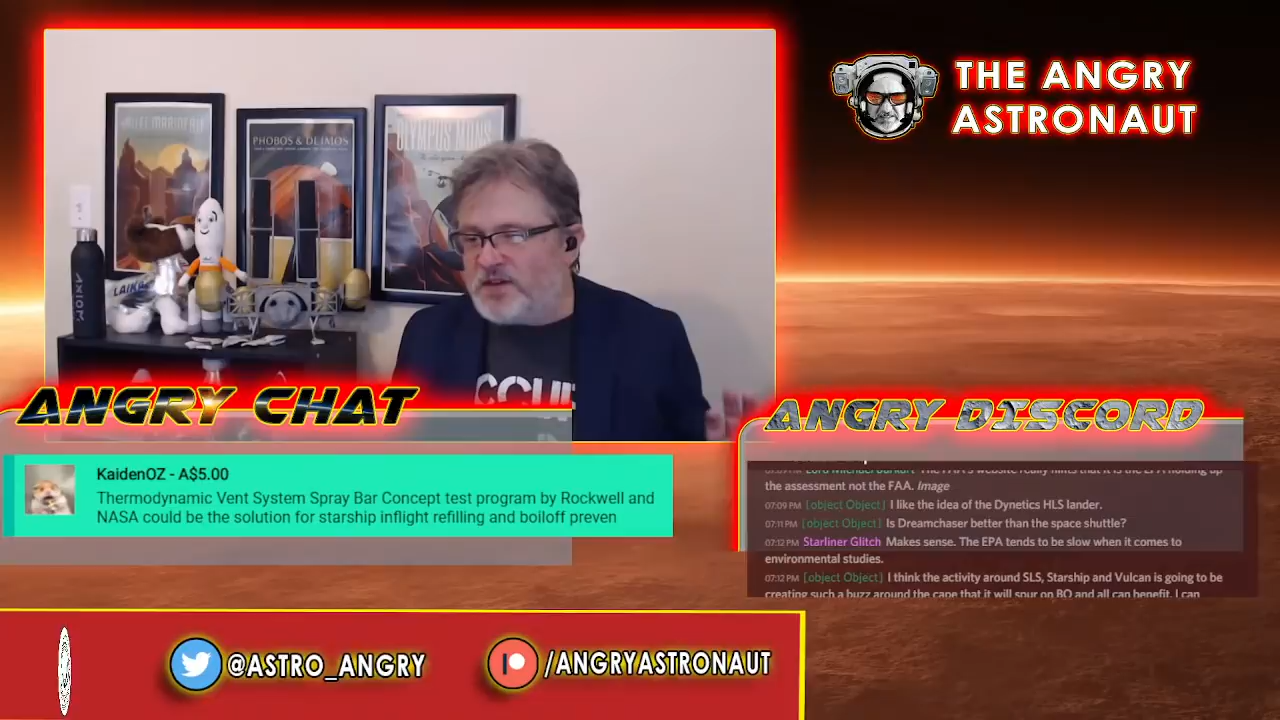 THE ANGRY
ASTRONAUT
PHOBOS & DEIMOS
OLYMPUS MONS
LAIKA
ANGRY CHAT
KaidenOZ - A$5.00
Thermodynamic Vent System Spray Bar Concept test program by Rockwell and
NASA could be the solution for starship inflight refilling and boiloff preven
ANGRY DISCORD
the assessment not the FAA. Image
07:09 PM [object Object] I like the idea of the Dynetics HLS lander.
07:11 PM [object Object] Is Dreamchaser better than the space shuttle?
07:12 PM Starliner Glitch Makes sense. The EPA tends to be slow when it comes to
environmental studies.
07:12 PM [object Object] I think the activity around SLS, Starship and Vulcan is going to be
creating such a buzz around the cape that it will spur on BO and all can benefit. I can
@ASTRO_ANGRY
/ANGRYASTRONAUT